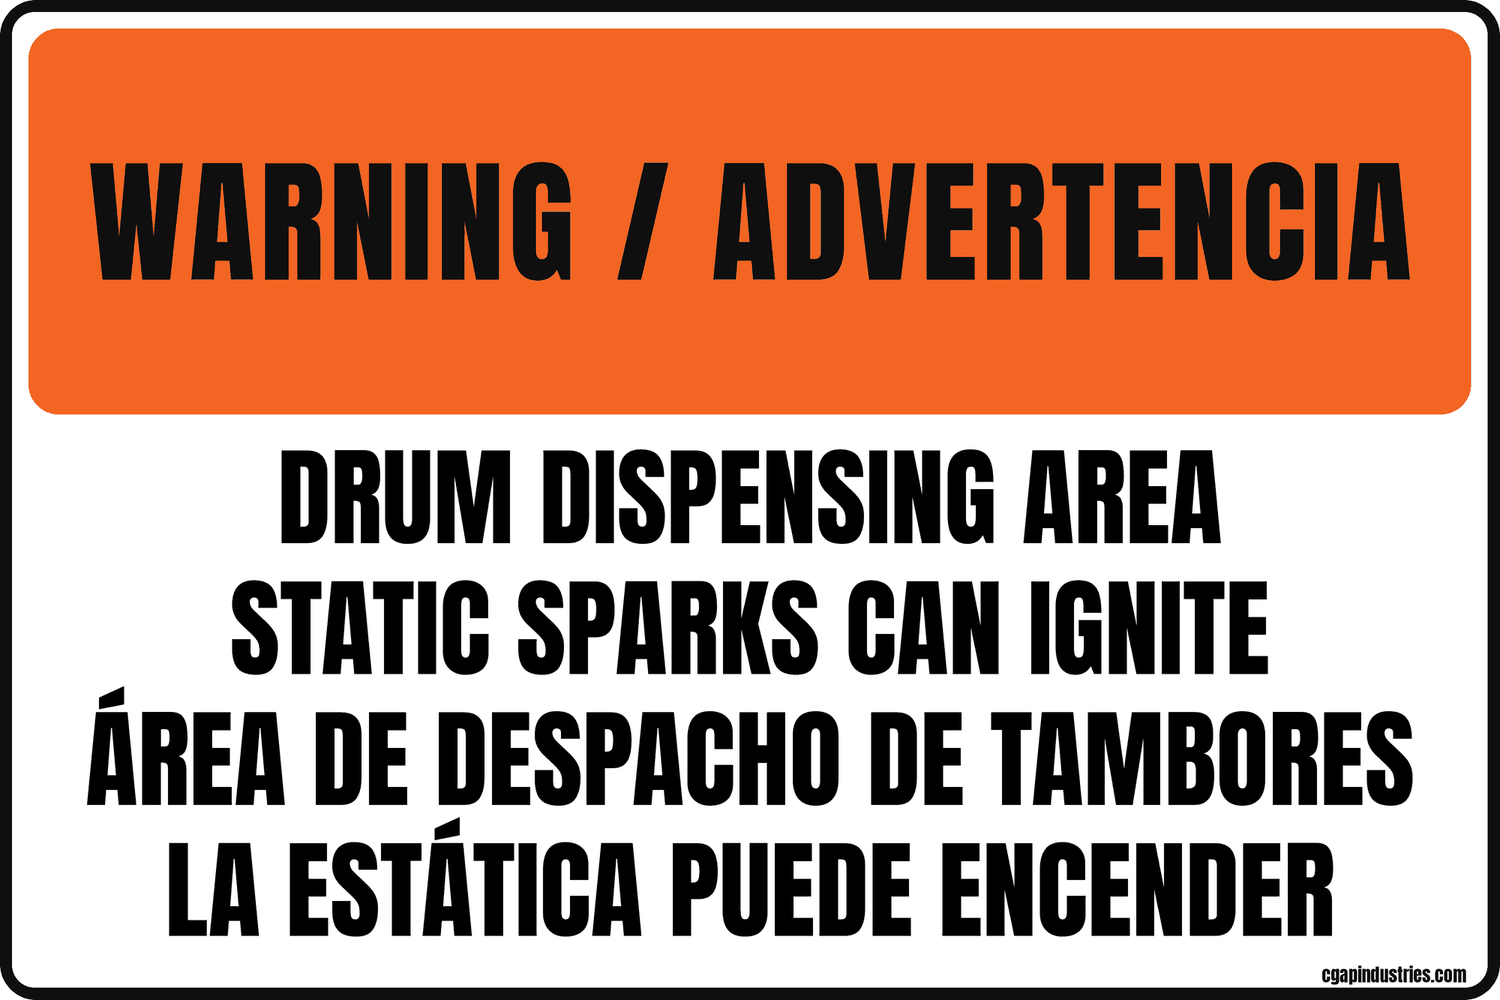 WARNING / ADVERTENCIA
DRUM DISPENSING AREA
STATIC SPARKS CAN IGNITE
ÁREA DE DESPACHO DE TAMBORES
LA ESTÁTICA PUEDE ENCENDER
cgapindustries.com